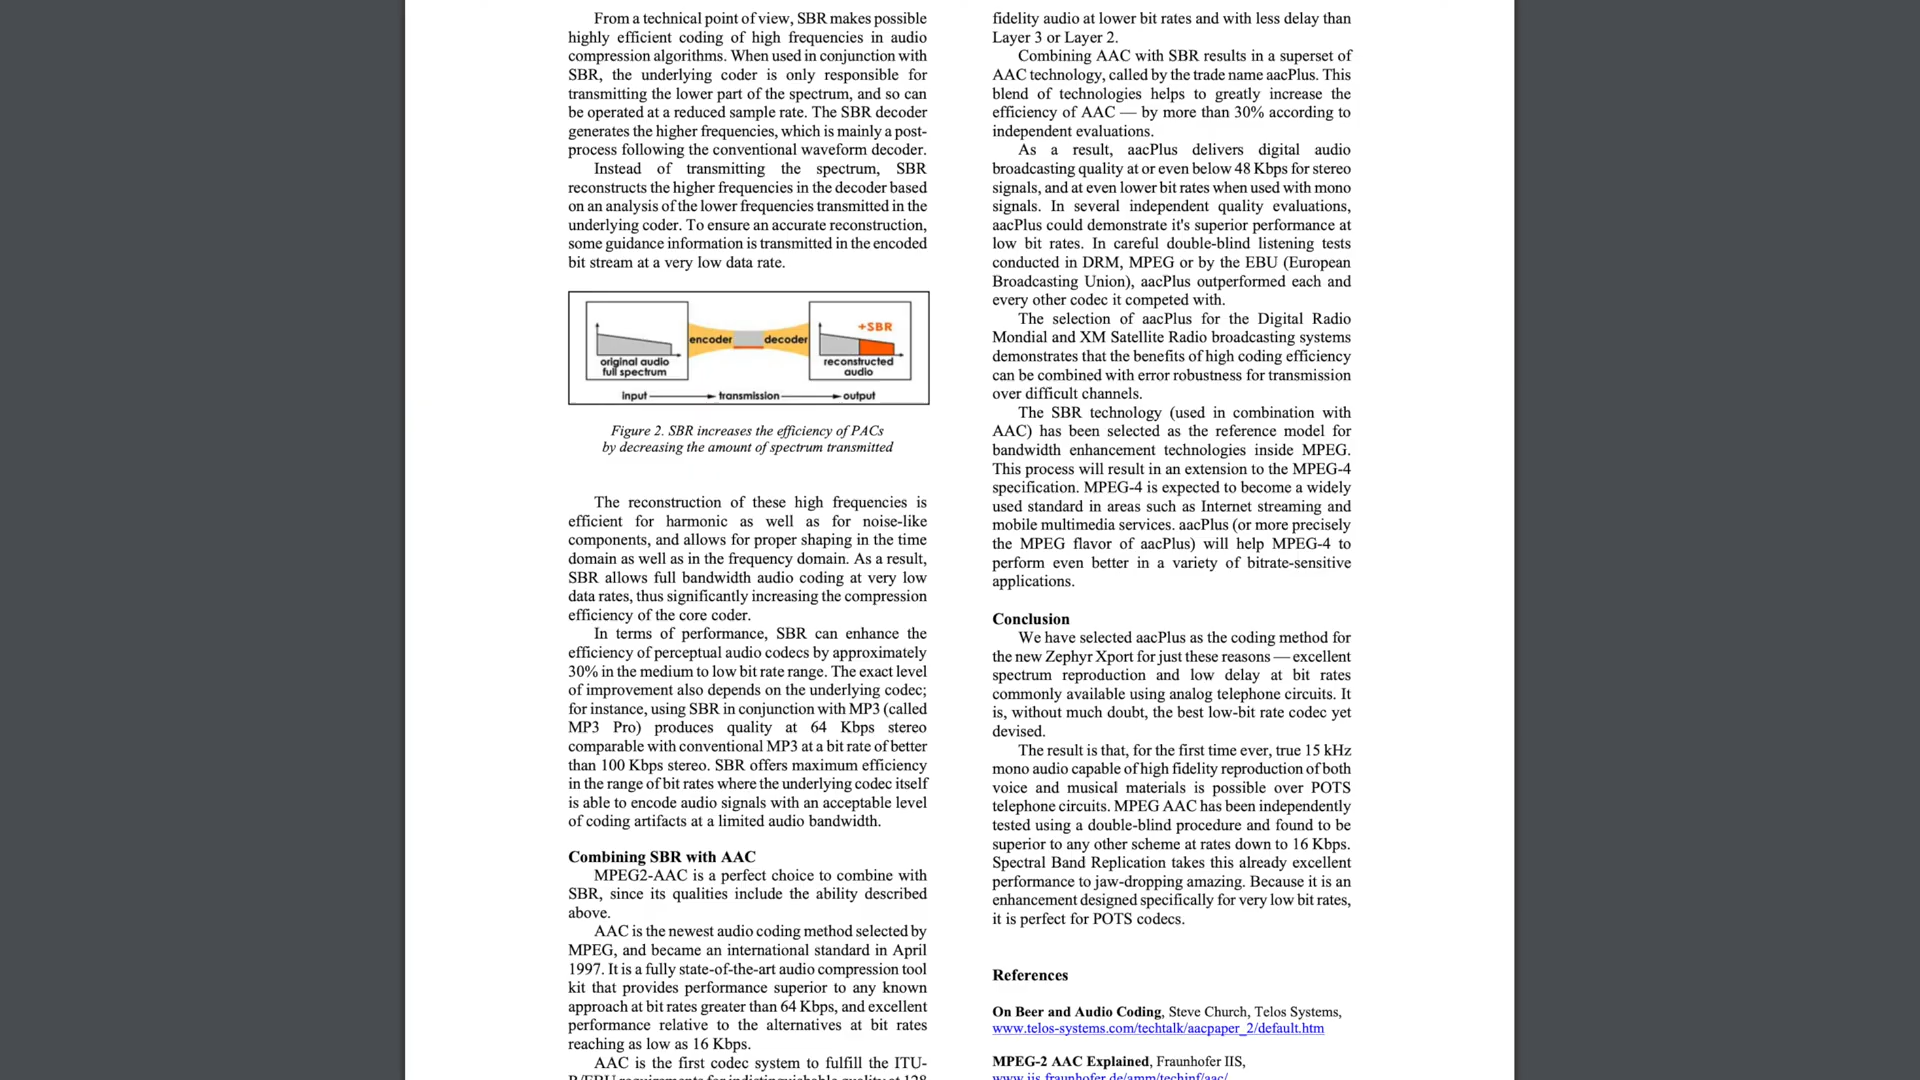 From a technical point of view, SBR makes possible
highly efficient coding of high frequencies in audio
compression algorithms. When used in conjunction with
SBR, the underlying coder is only responsible for
transmitting the lower part of the spectrum, and so can
be operated at a reduced sample rate. The SBR decoder
generates the higher frequencies, which is mainly a post-
process following the conventional waveform decoder.
Instead of transmitting the spectrum, SBR
reconstructs the higher frequencies in the decoder based
on an analysis of the lower frequencies transmitted in the
underlying coder. To ensure an accurate reconstruction,
some guidance information is transmitted in the encoded
bit stream at a very low data rate.
original audio
full spectrum
encoder
decoder
+SBR
reconstructed
audio
input
transmission
output
Figure 2. SBR increases the efficiency of PACs
by decreasing the amount of spectrum transmitted
The reconstruction of these high frequencies is
efficient for harmonic as well as for noise-like
components, and allows for proper shaping in the time
domain as well as in the frequency domain. As a result,
SBR allows full bandwidth audio coding at very low
data rates, thus significantly increasing the compression
efficiency of the core coder.
In terms of performance, SBR can enhance the
efficiency of perceptual audio codecs by approximately
30% in the medium to low bit rate range. The exact level
of improvement also depends on the underlying codec;
for instance, using SBR in conjunction with MP3 (called
MP3 Pro) produces quality at 64 Kbps stereo
comparable with conventional MP3 at a bit rate of better
than 100 Kbps stereo. SBR offers maximum efficiency
in the range of bit rates where the underlying codec itself
is able to encode audio signals with an acceptable level
of coding artifacts at a limited audio bandwidth.
Combining SBR with AAC
MPEG2-AAC is a perfect choice to combine with
SBR, since its qualities include the ability described
above.
AAC is the newest audio coding method selected by
MPEG, and became an international standard in April
1997. It is a fully state-of-the-art audio compression tool
kit that provides performance superior to any known
approach at bit rates greater than 64 Kbps, and excellent
performance relative to the alternatives at bit rates
reaching as low as 16 Kbps.
AAC is the first codec system to fulfill the ITU-
R/EBU requirements for indistinguishable quality at 128
fidelity audio at lower bit rates and with less delay than
Layer 3 or Layer 2.
Combining AAC with SBR results in a superset of
AAC technology, called by the trade name aacPlus. This
blend of technologies helps to greatly increase the
efficiency of AAC — by more than 30% according to
independent evaluations.
As a result, aacPlus delivers digital audio
broadcasting quality at or even below 48 Kbps for stereo
signals, and at even lower bit rates when used with mono
signals. In several independent quality evaluations,
aacPlus could demonstrate it's superior performance at
low bit rates. In careful double-blind listening tests
conducted in DRM, MPEG or by the EBU (European
Broadcasting Union), aacPlus outperformed each and
every other codec it competed with.
The selection of aacPlus for the Digital Radio
Mondial and XM Satellite Radio broadcasting systems
demonstrates that the benefits of high coding efficiency
can be combined with error robustness for transmission
over difficult channels.
The SBR technology (used in combination with
AAC) has been selected as the reference model for
bandwidth enhancement technologies inside MPEG.
This process will result in an extension to the MPEG-4
specification. MPEG-4 is expected to become a widely
used standard in areas such as Internet streaming and
mobile multimedia services. aacPlus (or more precisely
the MPEG flavor of aacPlus) will help MPEG-4 to
perform even better in a variety of bitrate-sensitive
applications.
Conclusion
We have selected aacPlus as the coding method for
the new Zephyr Xport for just these reasons — excellent
spectrum reproduction and low delay at bit rates
commonly available using analog telephone circuits. It
is, without much doubt, the best low-bit rate codec yet
devised.
The result is that, for the first time ever, true 15 kHz
mono audio capable of high fidelity reproduction of both
voice and musical materials is possible over POTS
telephone circuits. MPEG AAC has been independently
tested using a double-blind procedure and found to be
superior to any other scheme at rates down to 16 Kbps.
Spectral Band Replication takes this already excellent
performance to jaw-dropping amazing. Because it is an
enhancement designed specifically for very low bit rates,
it is perfect for POTS codecs.
References
On Beer and Audio Coding, Steve Church, Telos Systems,
www.telos-systems.com/techtalk/aacpaper_2/default.htm
MPEG-2 AAC Explained, Fraunhofer IIS,
www.iis.fraunhofer.de/amm/techinf/aac/